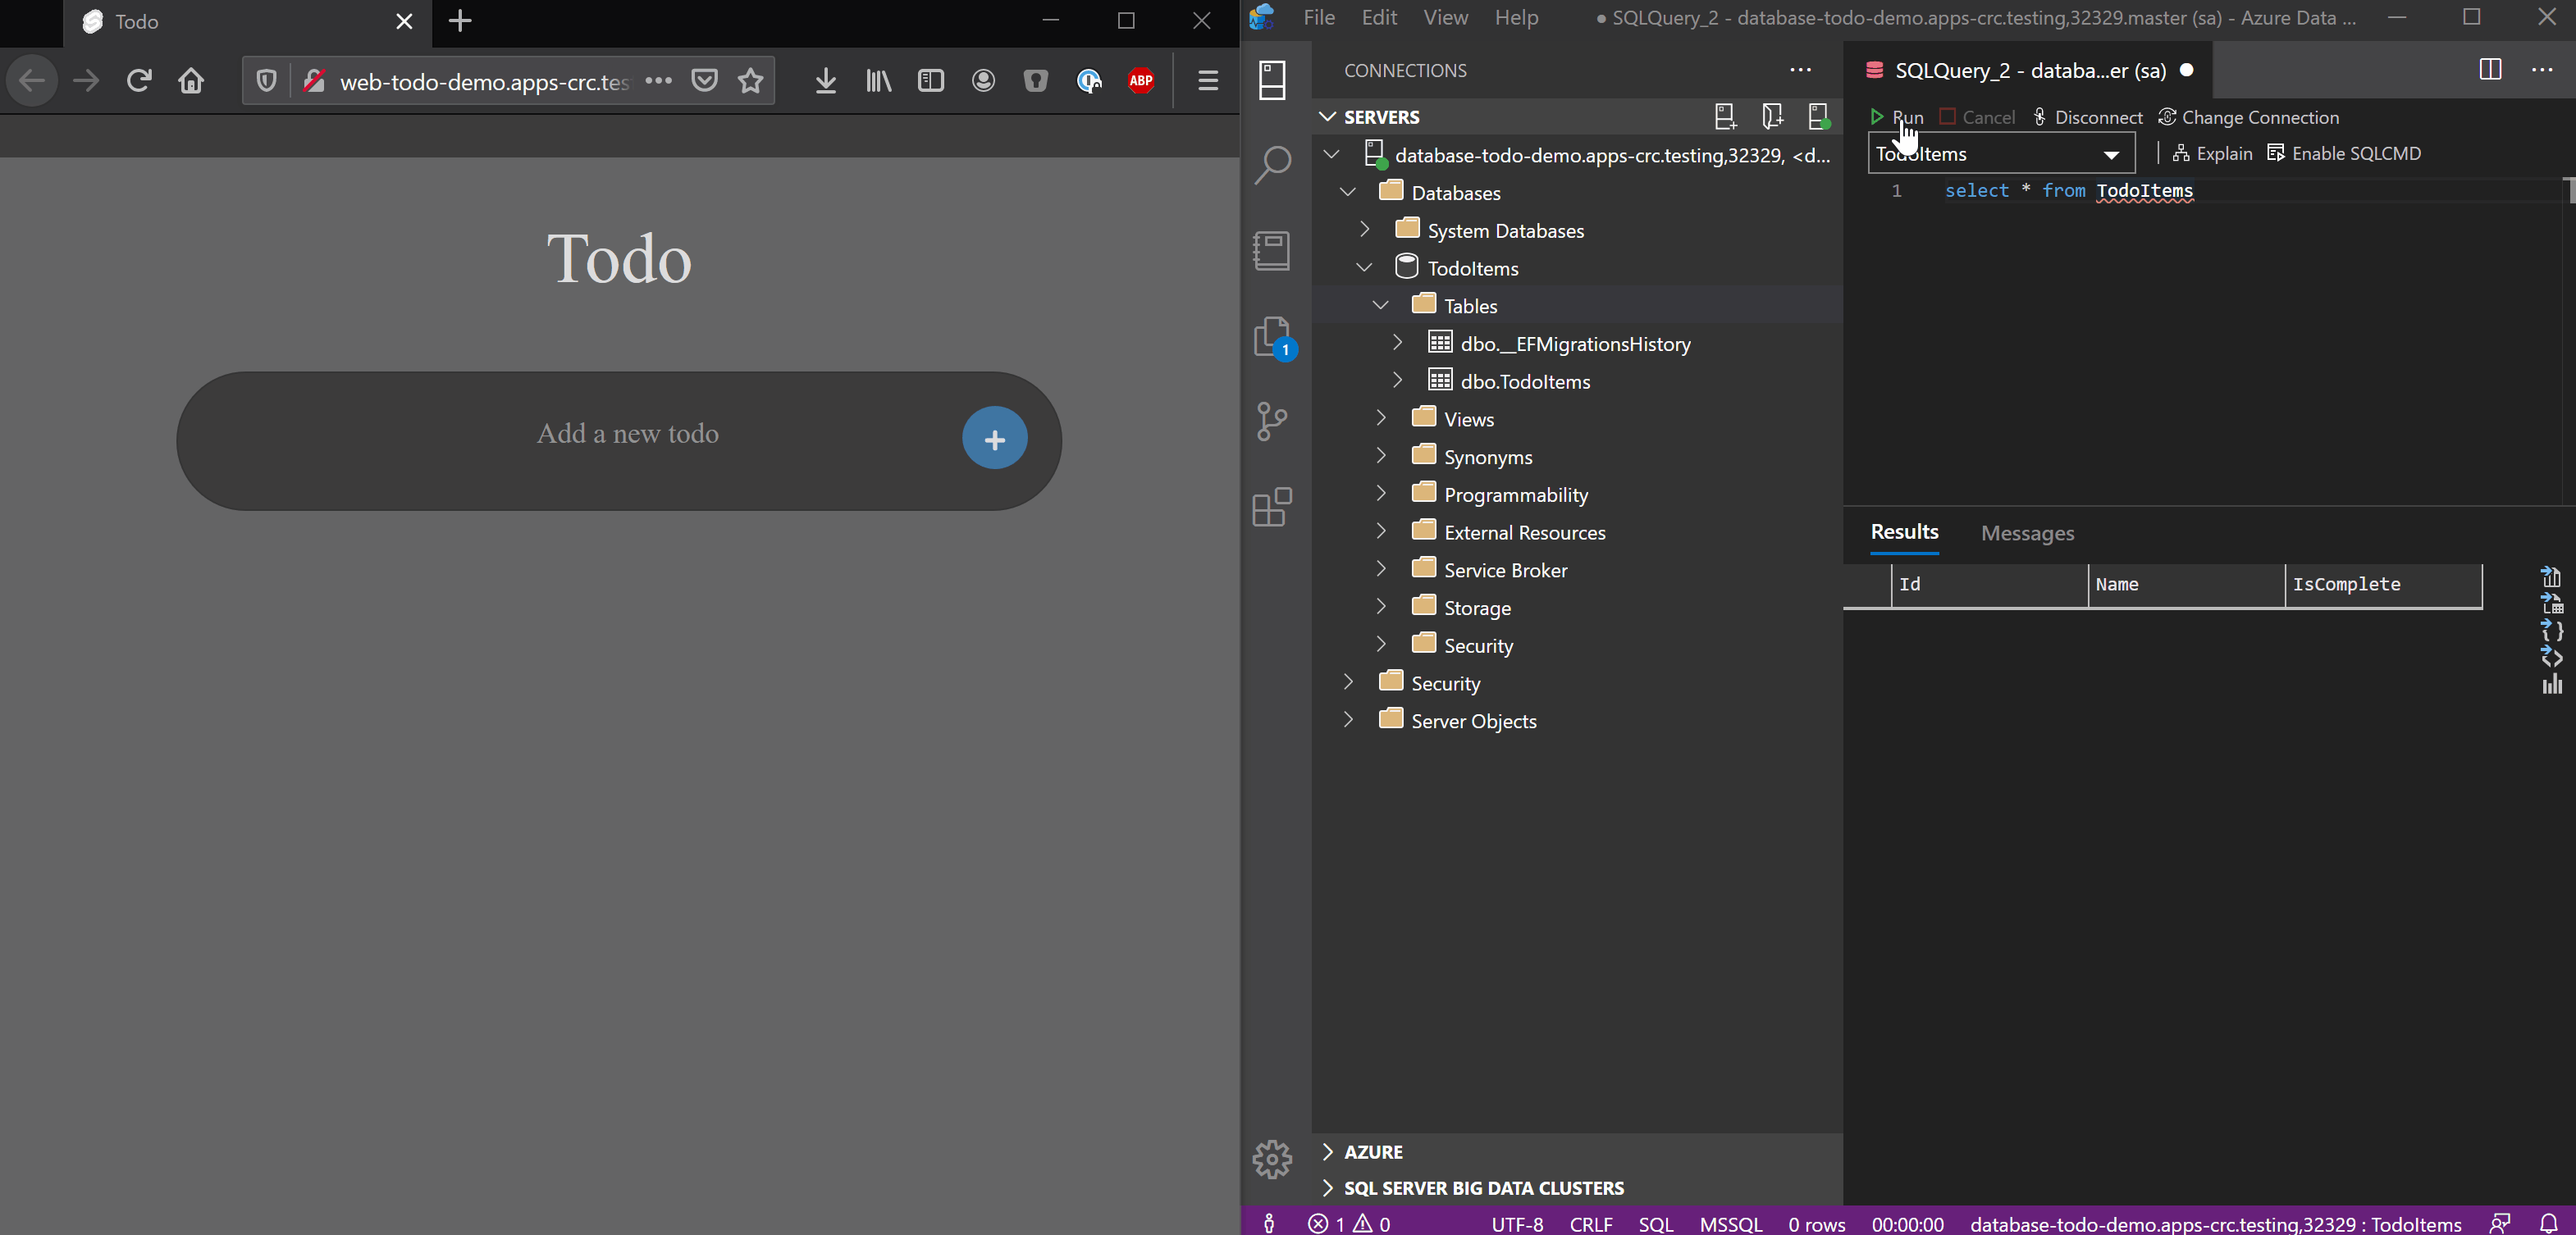 Todo
web-todo-demo.apps-crc.tes
ABP
Todo
Add a new todo
File Edit View Help
● SQLQuery_2 - database-todo-demo.apps-crc.testing,32329.master (sa) - Azure Data ...
CONNECTIONS
SERVERS
database-todo-demo.apps-crc.testing,32329, <d...
Databases
System Databases
TodoItems
Tables
dbo.__EFMigrationsHistory
dbo.TodoItems
Views
Synonyms
Programmability
External Resources
Service Broker
Storage
Security
Security
Server Objects
AZURE
SQL SERVER BIG DATA CLUSTERS
1
SQLQuery_2 - databa...er (sa)
Run Cancel Disconnect Change Connection
TodoItems Explain Enable SQLCMD
1 select * from TodoItems
Results Messages
Id Name IsComplete
1 0 UTF-8 CRLF SQL MSSQL 0 rows 00:00:00 database-todo-demo.apps-crc.testing,32329 : TodoItems